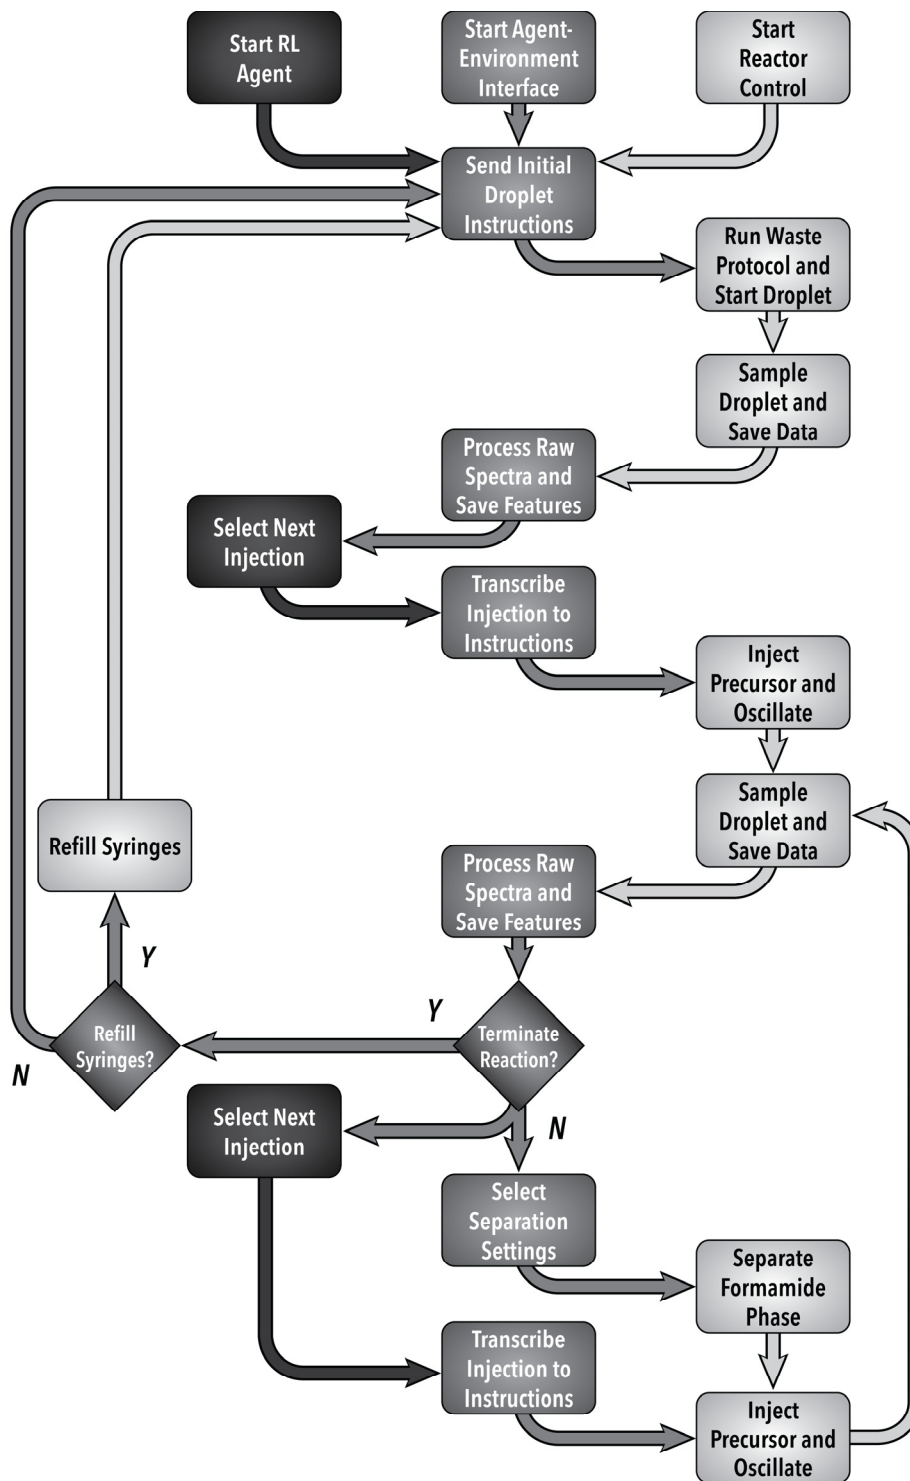 Start RL
Agent
Start Agent-
Environment
Interface
Start
Reactor
Control
Send Initial
Droplet
Instructions
Run Waste
Protocol and
Start Droplet
Sample
Droplet and
Save Data
Process Raw
Spectra and
Save Features
Select Next
Injection
Transcribe
Injection to
Instructions
Inject
Precursor and
Oscillate
Sample
Droplet and
Save Data
Refill Syringes
Process Raw
Spectra and
Save Features
Y
Refill
Syringes?
N
Y
Terminate
Reaction?
N
Select Next
Injection
Select
Separation
Settings
Separate
Formamide
Phase
Transcribe
Injection to
Instructions
Inject
Precursor and
Oscillate